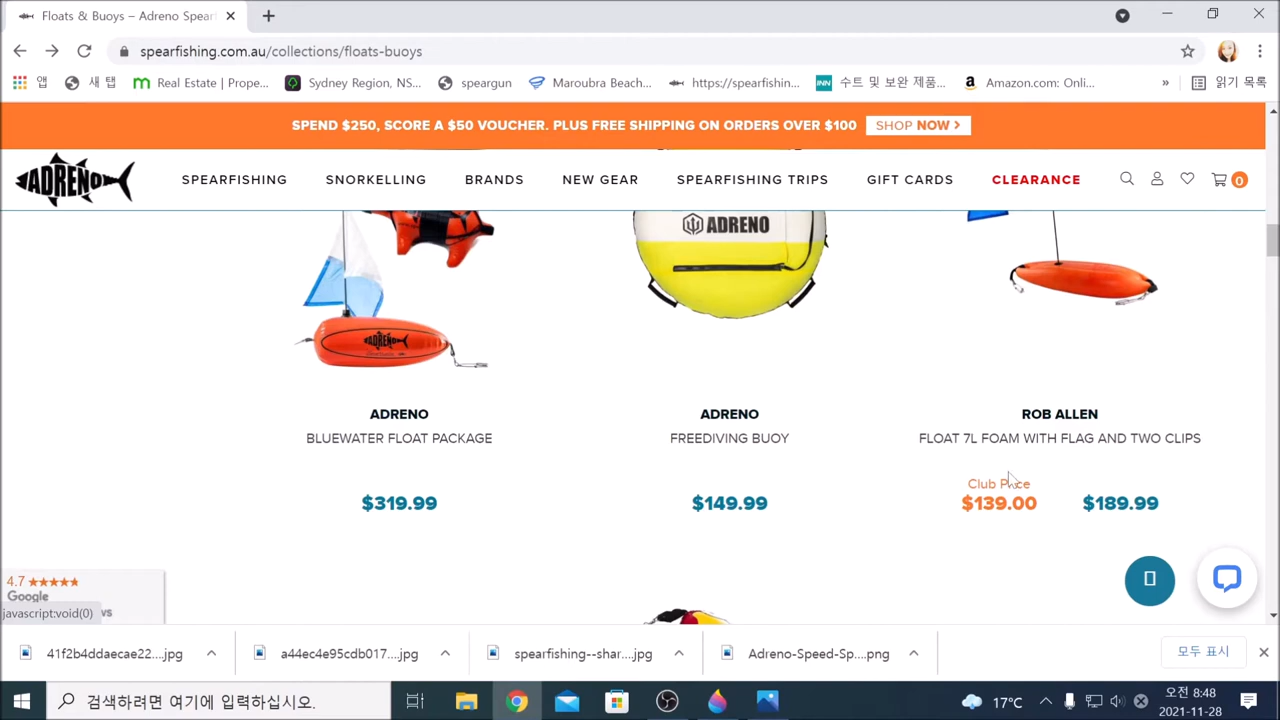 Floats & Buoys – Adreno Spearf
spearfishing.com.au/collections/floats-buoys
앱 새 탭 Real Estate | Prope... Sydney Region, NS... speargun Maroubra Beach... https://spearfishin... INN 수트 및 보완 제품... Amazon.com: Onli... » 읽기 목록
SPEND $250, SCORE A $50 VOUCHER. PLUS FREE SHIPPING ON ORDERS OVER $100 SHOP NOW >
ADRENO SPEARFISHING SNORKELLING BRANDS NEW GEAR SPEARFISHING TRIPS GIFT CARDS CLEARANCE 0
ADRENO
ADRENO
ADRENO ADRENO ROB ALLEN
BLUEWATER FLOAT PACKAGE FREEDIVING BUOY FLOAT 7L FOAM WITH FLAG AND TWO CLIPS
Club Price
$319.99 $149.99 $139.00 $189.99
4.7 ★★★★★
Google
javascript:void(0) ws
41f2b4ddaecae22....jpg a44ec4e95cdb017....jpg spearfishing--shar....jpg Adreno-Speed-Sp....png 모두 표시
검색하려면 여기에 입력하십시오. 17°C 오전 8:48
2021-11-28